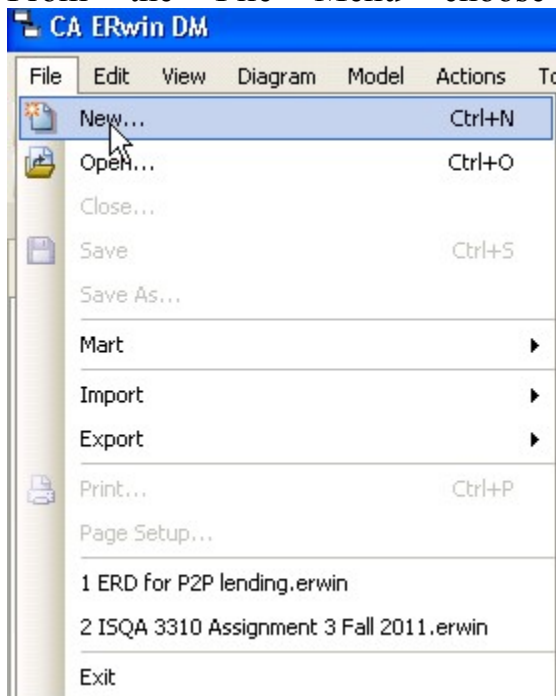 From the File Menu choose
CA ERwin DM
File Edit View Diagram Model Actions To
New... Ctrl+N
Open... Ctrl+O
Close...
Save Ctrl+S
Save As...
Mart
Import
Export
Print... Ctrl+P
Page Setup...
1 ERD for P2P lending.erwin
2 ISQA 3310 Assignment 3 Fall 2011.erwin
Exit